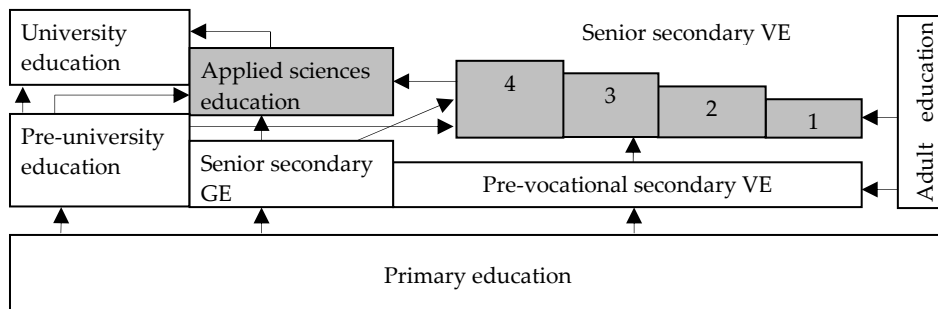 University
education
Senior secondary VE
Applied sciences
education
4
3
2
1
Adult education
Pre-university
education
Senior secondary
GE
Pre-vocational secondary VE
Primary education